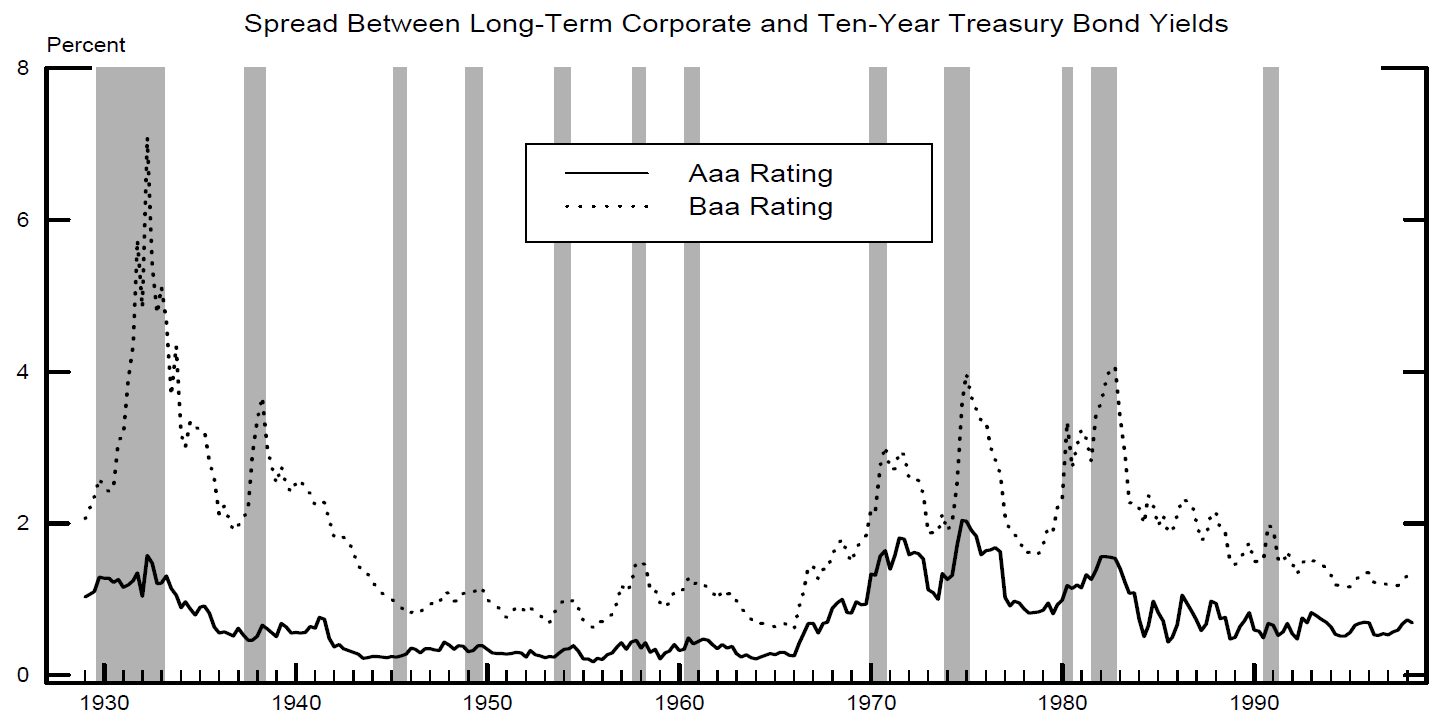 Spread Between Long-Term Corporate and Ten-Year Treasury Bond Yields
Percent
8
6
4
2
0
Aaa Rating
Baa Rating
1930 1940 1950 1960 1970 1980 1990